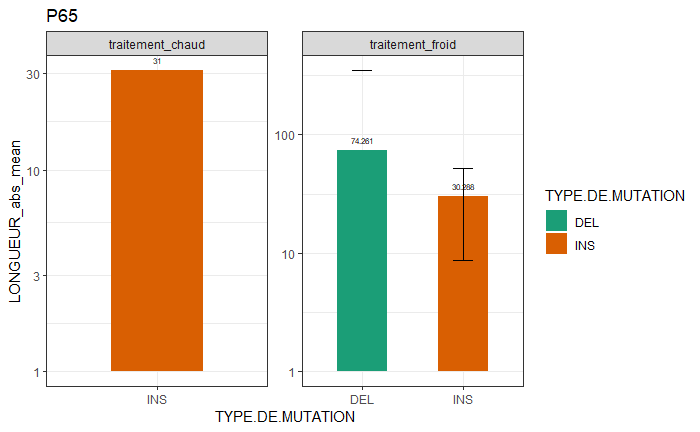 P65
traitement_chaud
traitement_froid
LONGUEUR_abs_mean
30
10
3
1
31
INS
100
10
1
74.261
30.288
DEL
INS
TYPE.DE.MUTATION
TYPE.DE.MUTATION
DEL
INS